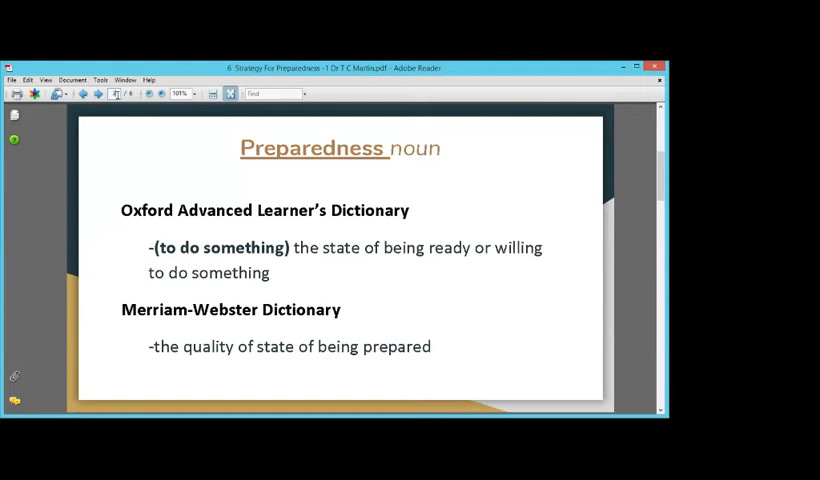 6 Strategy For Preparedness -1 Dr T C Martin.pdf - Adobe Reader
File Edit View Document Tools Window Help
/ 8 101% Find
Preparedness noun
Oxford Advanced Learner’s Dictionary
-(to do something) the state of being ready or willing
to do something
Merriam-Webster Dictionary
-the quality of state of being prepared